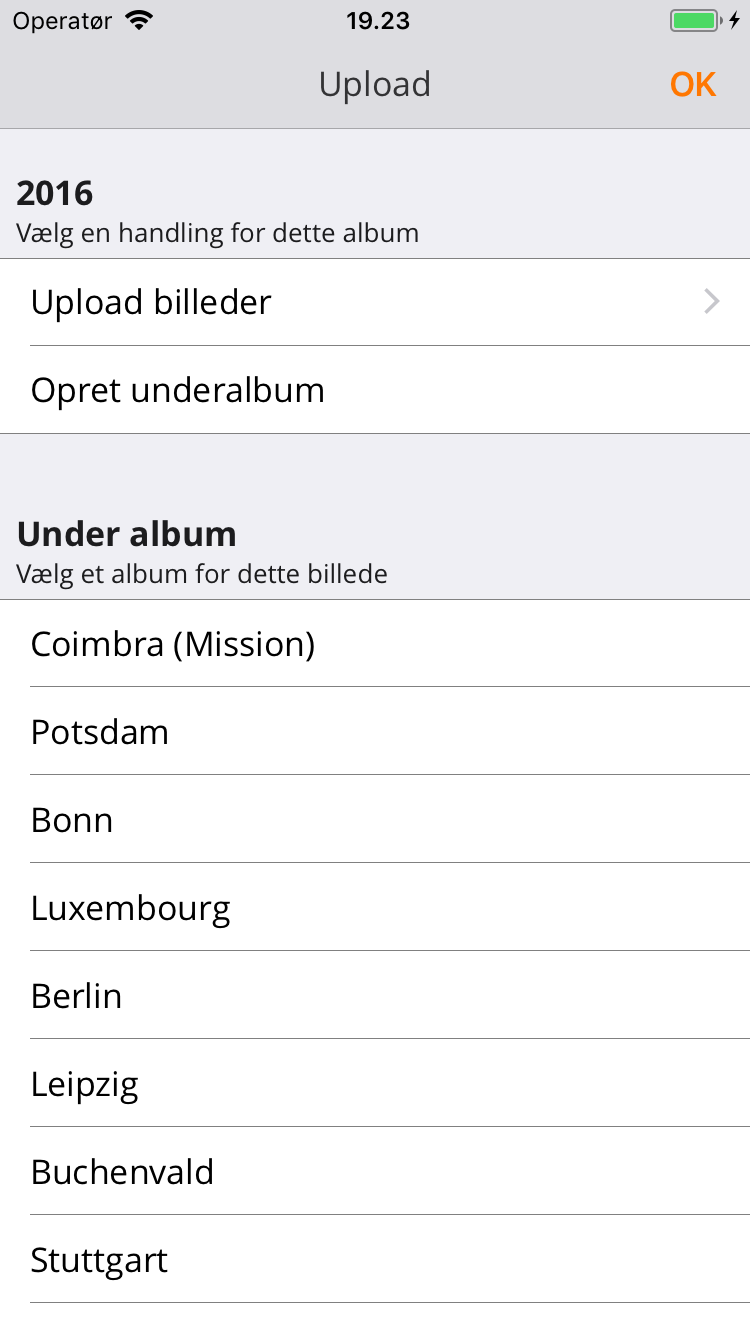 Operatør 19.23
Upload OK
2016
Vælg en handling for dette album
Upload billeder
Opret underalbum
Under album
Vælg et album for dette billede
Coimbra (Mission)
Potsdam
Bonn
Luxembourg
Berlin
Leipzig
Buchenvald
Stuttgart